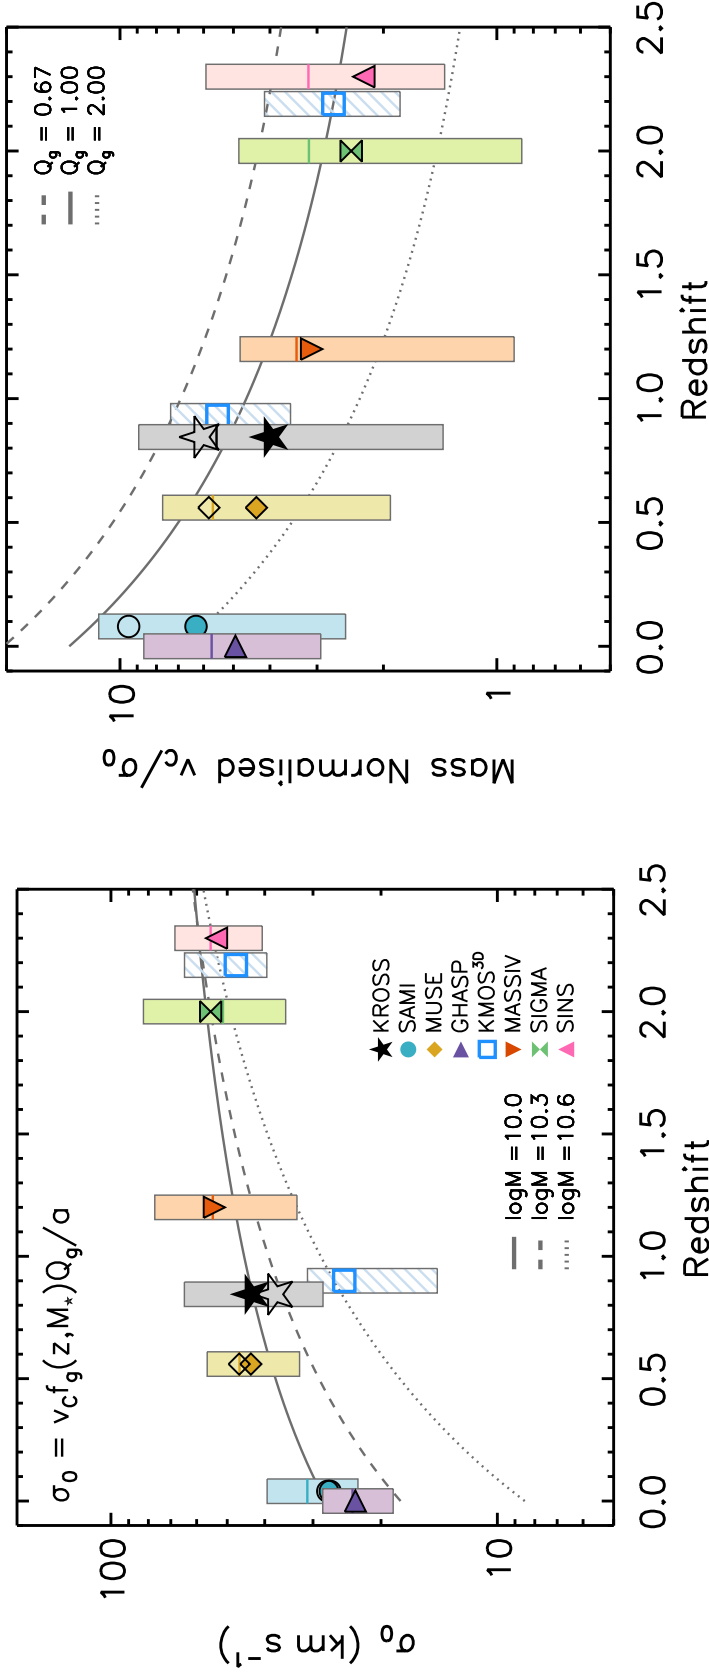 σ₀ = v_C f_g(z,M⋆)Q_g/a
100
10
σ₀ (km s⁻¹)
0.0 0.5 1.0 1.5 2.0 2.5
Redshift
logM = 10.0
logM = 10.3
logM = 10.6
KROSS
SAMI
MUSE
GHASP
KMOS³ᴰ
MASSIV
SIGMA
SINS
Q_g = 0.67
Q_g = 1.00
Q_g = 2.00
10
1
Mass Normalised v_C/σ₀
0.0 0.5 1.0 1.5 2.0 2.5
Redshift